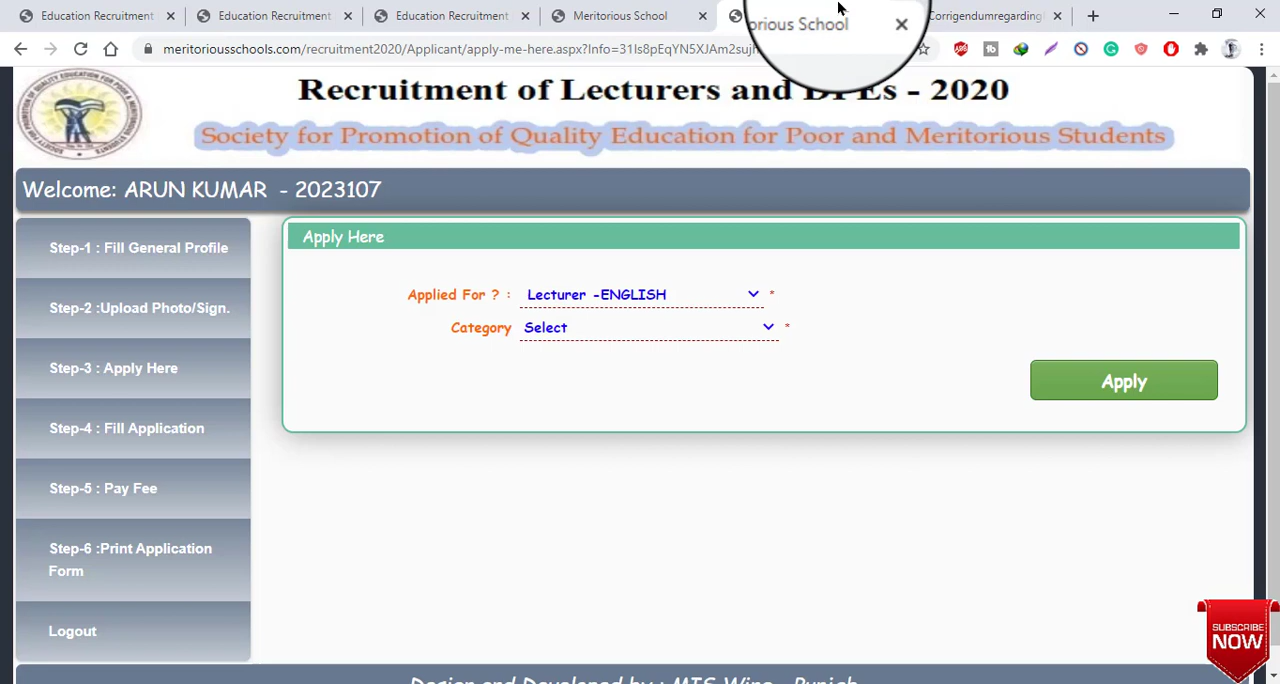 Education Recruitment
Education Recruitment
Education Recruitment
Meritorious School
orious School
Corrigendumregarding
meritoriousschools.com/recruitment2020/Applicant/apply-me-here.aspx?Info=31ls8pEqYN5XJAm2sujh
Recruitment of Lecturers and DPEs - 2020
Society for Promotion of Quality Education for Poor and Meritorious Students
Welcome: ARUN KUMAR - 2023107
Step-1 : Fill General Profile
Step-2 :Upload Photo/Sign.
Step-3 : Apply Here
Step-4 : Fill Application
Step-5 : Pay Fee
Step-6 :Print Application
Form
Logout
Apply Here
Applied For ? : Lecturer -ENGLISH *
Category Select *
Apply
SUBSCRIBE
NOW
Design and Developed by : MIS Wing - Punjab